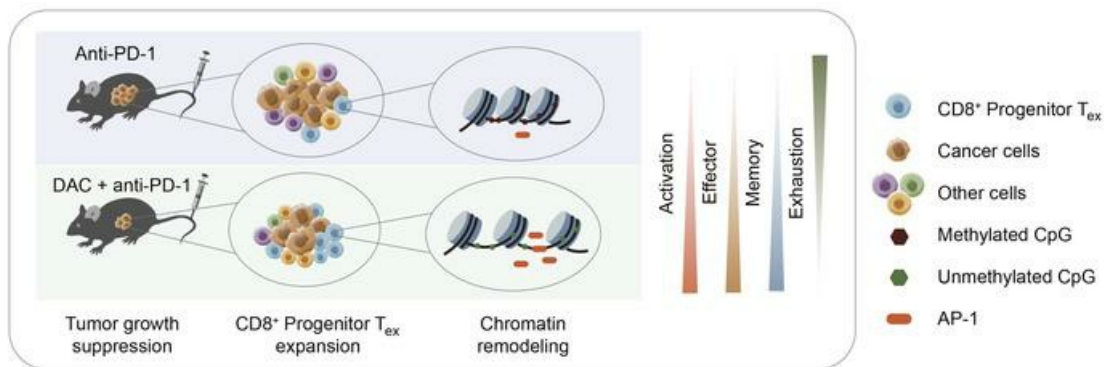 Anti-PD-1
DAC + anti-PD-1
Tumor growth
suppression
CD8⁺ Progenitor Tₑₓ
expansion
Chromatin
remodeling
Activation
Effector
Memory
Exhaustion
CD8⁺ Progenitor Tₑₓ
Cancer cells
Other cells
Methylated CpG
Unmethylated CpG
AP-1